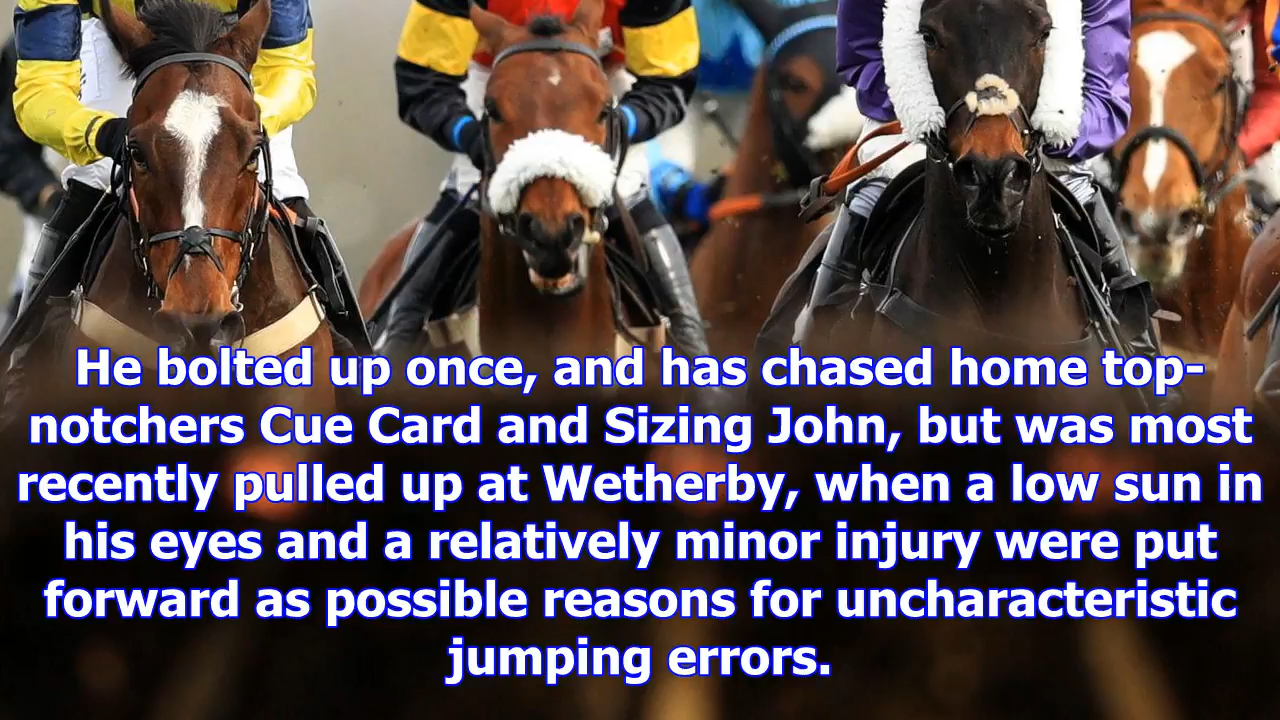 He bolted up once, and has chased home top-
notchers Cue Card and Sizing John, but was most
recently pulled up at Wetherby, when a low sun in
his eyes and a relatively minor injury were put
forward as possible reasons for uncharacteristic
jumping errors.